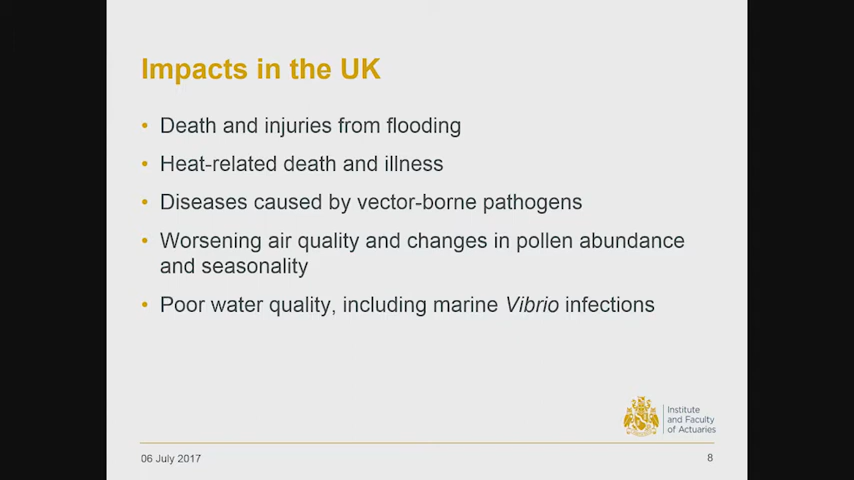 Impacts in the UK
• Death and injuries from flooding
• Heat-related death and illness
• Diseases caused by vector-borne pathogens
• Worsening air quality and changes in pollen abundance
and seasonality
• Poor water quality, including marine Vibrio infections
Institute
and Faculty
of Actuaries
06 July 2017
8